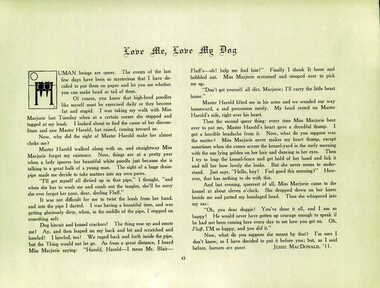 Love Me, Love My Dog
HUMAN beings are queer. The events of the last
few days have been so mysterious that I have de-
cided to put them on paper and let you see whether
you can make head or tail of them.
Of course, you know that high-bred poodles
like myself must be exercised daily or they become
fat and stupid. I was taking my walk with Miss
Marjorie last Tuesday when at a certain corner she stopped and
tugged at my leash. I looked about to find the cause of her discom-
fiture and saw Master Harold, hat raised, coming toward us.
Now, why did the sight of Master Harold make her almost
choke me?
Master Harold walked along with us, and straightway Miss
Marjorie forgot my existence. Now, things are at a pretty pass
when a lady ignores her beautiful white poodle just because she is
talking to a great hulk of a human. The sight of a huge drain-
pipe made me decide to take matters into my own paws.
"I'll get myself all dirtied up in that pipe," I thought, "and
when she has to wash me and comb out the tangles, she'll be sorry
she ever forgot her pure, dear, darling Fluff."
It was not difficult for me to twist the leash from her hand,
and into the pipe I darted. I was having a beautiful time, and was
getting gloriously dirty, when, in the middle of the pipe, I stepped on
something soft.
Dog biscuit and boned crackers! The thing rose up and swore
me! Ay, and then leaped on my back and bit and scratched and
howled! I howled, too! We raged back and forth inside the pipe,
but the Thing would not let go. As from a great distance, I heard
Miss Marjorie saying: "Harold, Harold—I mean Mr. Blair—
Fluff's—oh! help me find him!" Finally I shook It loose and
hobbled out. Miss Marjorie screamed and stooped over to pick
me up.
"Don't get yourself all dirt, Marjorie; I'll carry the little beast
home."
Master Harold lifted me in his arms and we wended our way
homeward, a sad procession surely. My head rested on Master
Harold's side, right over his heart.
Then the second queer thing: every time Miss Marjorie bent
over to pat me, Master Harold's heart gave a dreadful thump. I
got a horrible headache from it. Now, what do you suppose was
the matter? Miss Marjorie never makes my heart thump, except
sometimes when she comes across the kennel-yard in the early morning
with the sun lying golden on her hair and dancing in her eyes. Then
I try to leap the kennel-fence and get hold of her hand and lick it
and tell her how lovely she looks. But she never seems to under-
stand. Just says, "Hello, boy! Feel good this morning?" How-
ever, that has nothing to do with this.
And last evening, queerest of all, Miss Marjorie came to the
kennel at about eleven o'clock. She dropped down on her knees
beside me and patted my bandaged head. Then she whispered into
my ear:
"Oh, you dear doggie! You've done it all, and I am so
happy! He would never have gotten up courage enough to speak if
he had not been coming here every day to see how you got on. Oh,
Fluff, I'M so happy, and you did it."
Now, what do you suppose she meant by that? I'm sure I
don't know, so I have decided to put it before you; but, as I said
before, humans are queer.
JESSIE MACDONALD, '11.